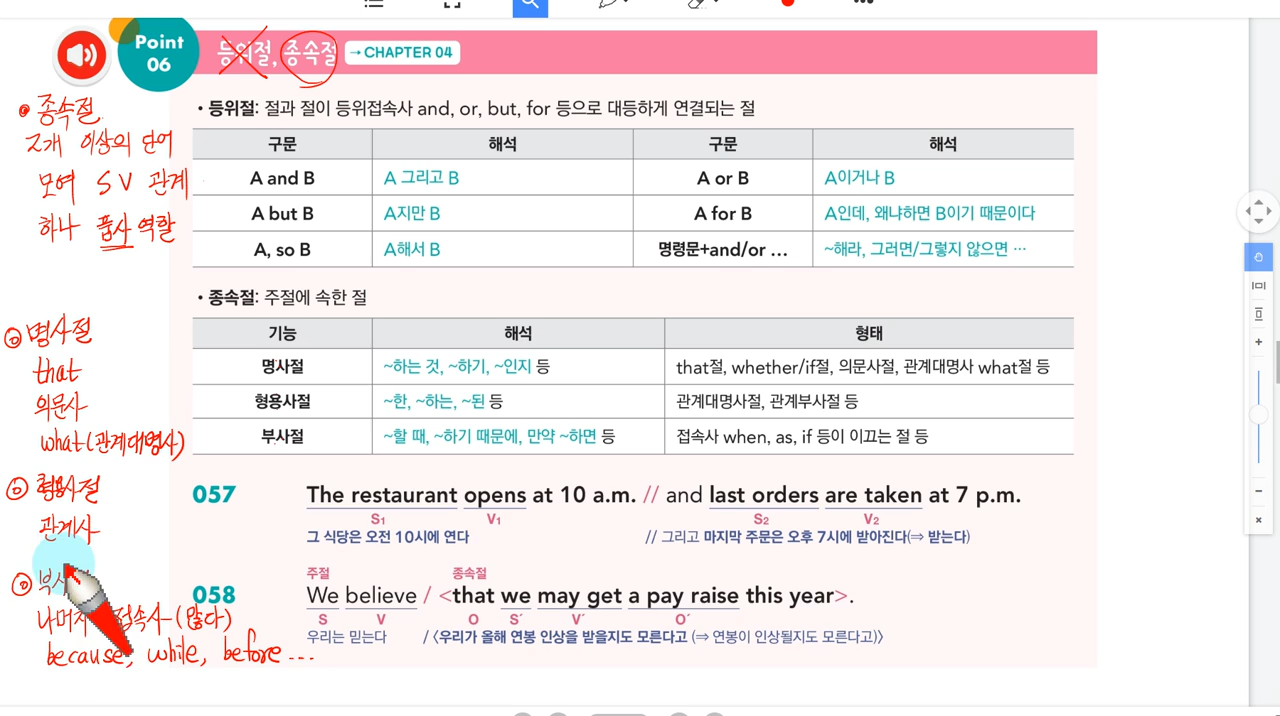 Point 06
등위절, 종속절 → CHAPTER 04
• 종속절
2개 이상의 단어
모여 S V 관계
하나 품사 역할
• 등위절: 절과 절이 등위접속사 and, or, but, for 등으로 대등하게 연결되는 절
구문 해석 구문 해석
A and B A 그리고 B A or B A이거나 B
A but B A지만 B A for B A인데, 왜냐하면 B이기 때문이다
A, so B A해서 B 명령문+and/or … ~해라, 그러면/그렇지 않으면 …
• 종속절: 주절에 속한 절
기능 해석 형태
명사절 ~하는 것, ~하기, ~인지 등 that절, whether/if절, 의문사절, 관계대명사 what절 등
형용사절 ~한, ~하는, ~된 등 관계대명사절, 관계부사절 등
부사절 ~할 때, ~하기 때문에, 만약 ~하면 등 접속사 when, as, if 등이 이끄는 절 등
명사절
that
의문사
what(관계대명사)
형용사절
관계사
접속사(많다)
because, while, before ...
057 The restaurant opens at 10 a.m. // and last orders are taken at 7 p.m.
S1 V1 S2 V2
그 식당은 오전 10시에 연다 // 그리고 마지막 주문은 오후 7시에 받아진다(⇒ 받는다)
주절 종속절
058 We believe / <that we may get a pay raise this year>.
S V O S´ V´ O´
우리는 믿는다 / 〈우리가 올해 연봉 인상을 받을지도 모른다고 (⇒ 연봉이 인상될지도 모른다고)〉